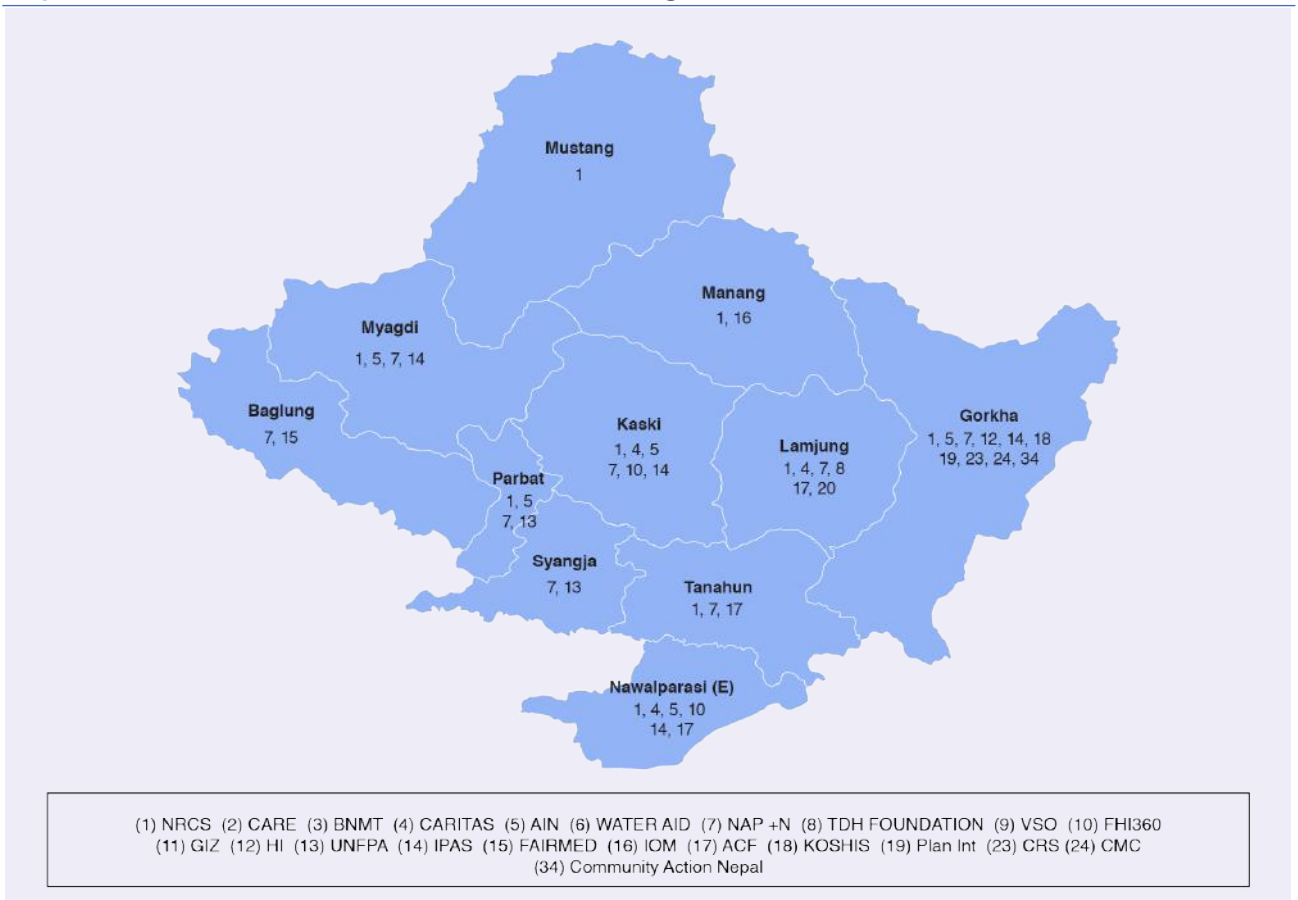 Mustang
1
Manang
1, 16
Myagdi
1, 5, 7, 14
Baglung
7, 15
Kaski
1, 4, 5
7, 10, 14
Lamjung
1, 4, 7, 8
17, 20
Gorkha
1, 5, 7, 12, 14, 18
19, 23, 24, 34
Parbat
1, 5
7, 13
Syangja
7, 13
Tanahun
1, 7, 17
Nawalparasi (E)
1, 4, 5, 10
14, 17
(1) NRCS (2) CARE (3) BNMT (4) CARITAS (5) AIN (6) WATER AID (7) NAP +N (8) TDH FOUNDATION (9) VSO (10) FHI360
(11) GIZ (12) HI (13) UNFPA (14) IPAS (15) FAIRMED (16) IOM (17) ACF (18) KOSHIS (19) Plan Int (23) CRS (24) CMC
(34) Community Action Nepal